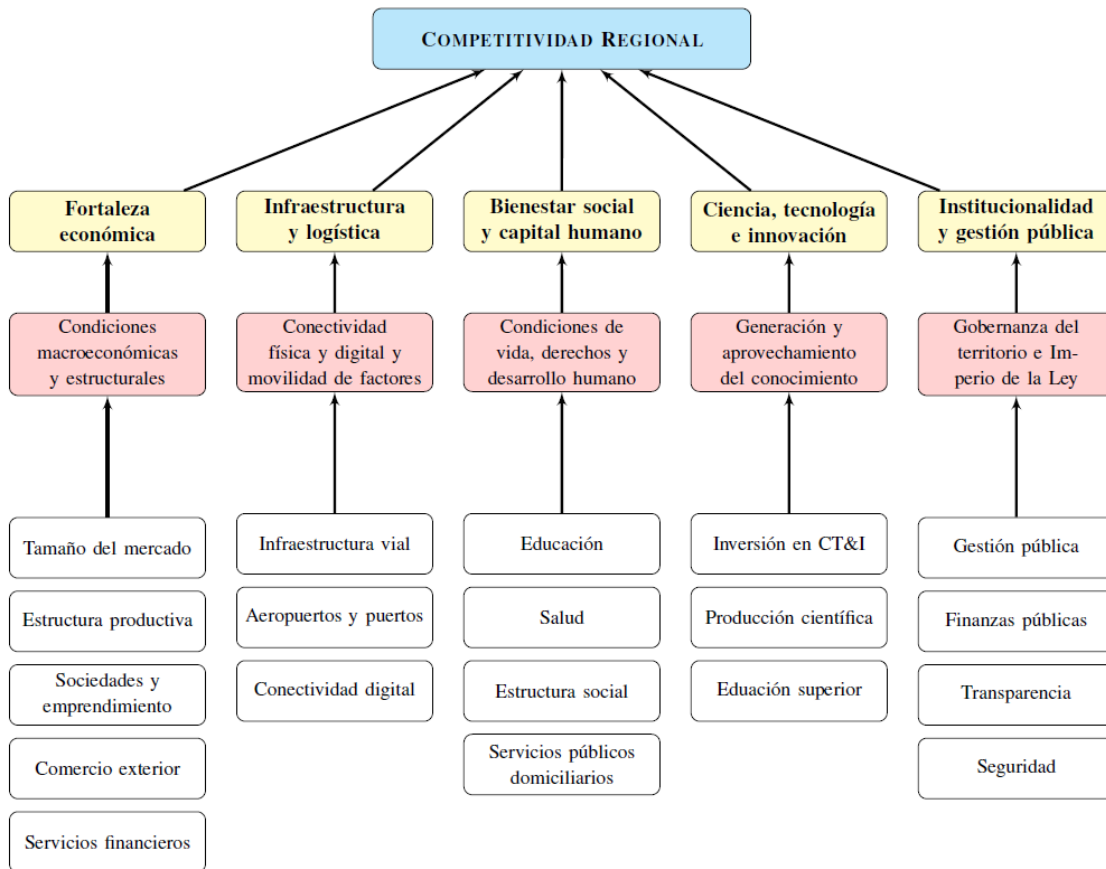 COMPETITIVIDAD REGIONAL
Fortaleza
económica
Infraestructura
y logística
Bienestar social
y capital humano
Ciencia, tecnología
e innovación
Institucionalidad
y gestión pública
Condiciones
macroeconómicas
y estructurales
Conectividad
física y digital y
movilidad de factores
Condiciones de
vida, derechos y
desarrollo humano
Generación y
aprovechamiento
del conocimiento
Gobernanza del
territorio e Im-
perio de la Ley
Tamaño del mercado
Estructura productiva
Sociedades y
emprendimiento
Comercio exterior
Servicios financieros
Infraestructura vial
Aeropuertos y puertos
Conectividad digital
Educación
Salud
Estructura social
Servicios públicos
domiciliarios
Inversión en CT&I
Producción científica
Eduación superior
Gestión pública
Finanzas públicas
Transparencia
Seguridad